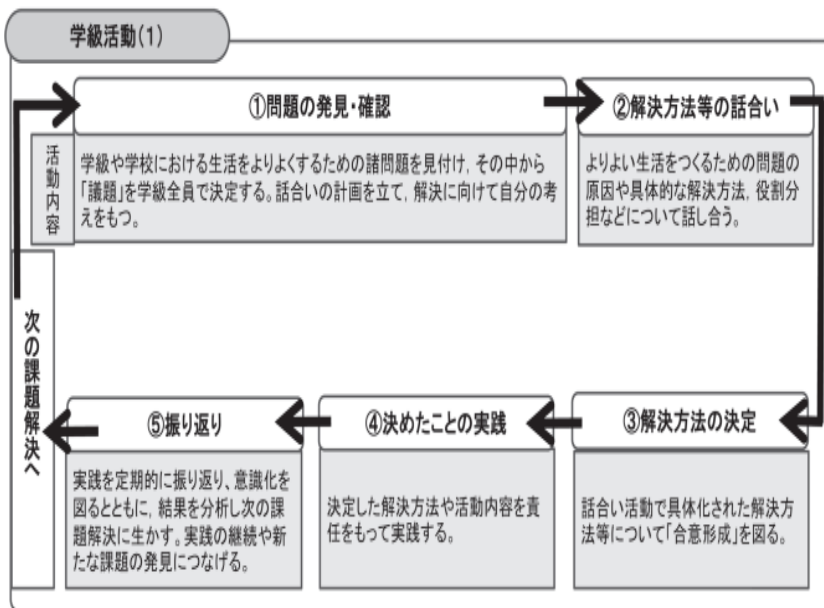 学級活動(1)
①問題の発見・確認
活動内容
学級や学校における生活をよりよくするための諸問題を見付け，その中から
「議題」を学級全員で決定する。話合いの計画を立て，解決に向けて自分の考
えをもつ。
②解決方法等の話合い
よりよい生活をつくるための問題の
原因や具体的な解決方法，役割分
担などについて話し合う。
③解決方法の決定
話合い活動で具体化された解決方
法等について「合意形成」を図る。
④決めたことの実践
決定した解決方法や活動内容を責
任をもって実践する。
⑤振り返り
実践を定期的に振り返り、意識化を
図るとともに，結果を分析し次の課
題解決に生かす。実践の継続や新
たな課題の発見につなげる。
次の課題解決へ